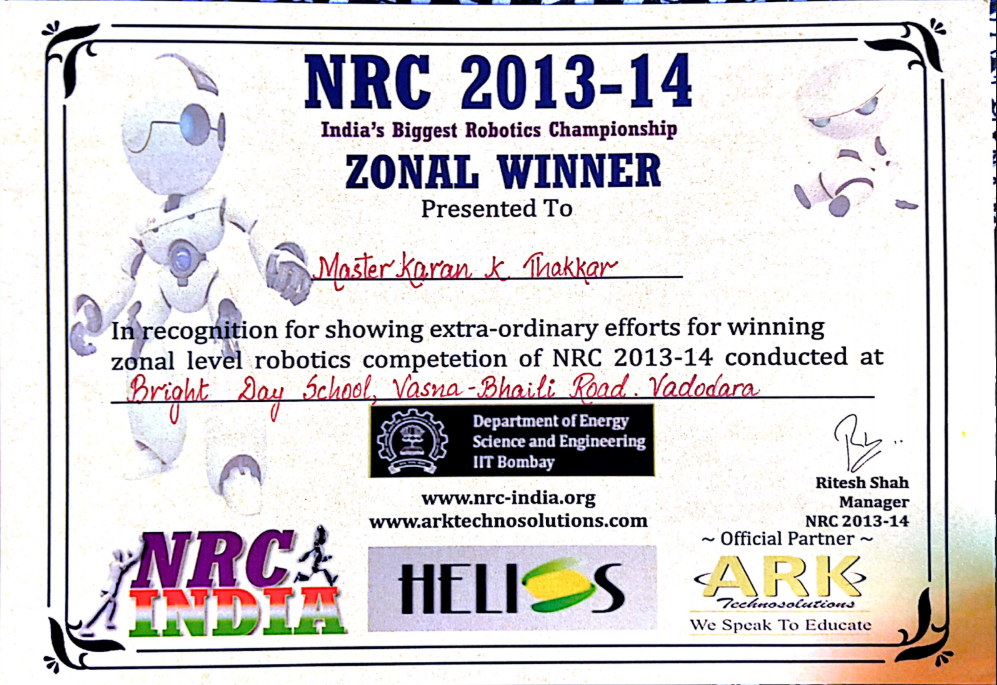 NRC 2013-14
India's Biggest Robotics Championship
ZONAL WINNER
Presented To
Master Karan K Thakkar
In recognition for showing extra-ordinary efforts for winning
zonal level robotics competetion of NRC 2013-14 conducted at
Bright Day School, Vasna-Bhaili Road. Vadodara
Department of Energy
Science and Engineering
IIT Bombay
www.nrc-india.org
www.arktechnosolutions.com
Ritesh Shah
Manager
NRC 2013-14
~ Official Partner ~
NRC
INDIA
HELIOS
ARK
Technosolutions
We Speak To Educate